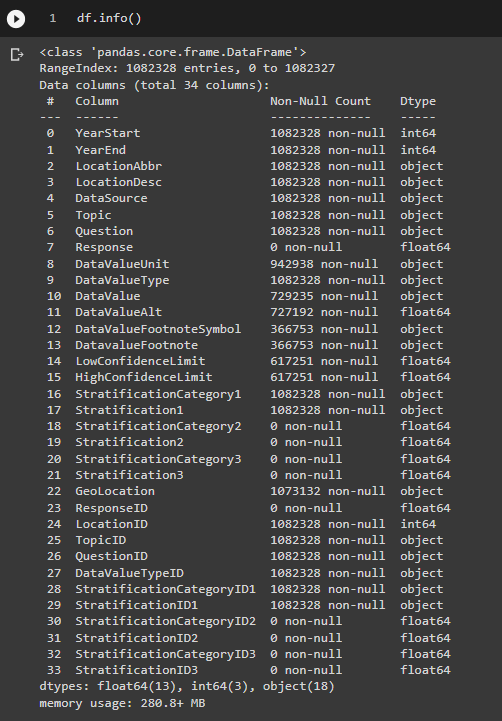 1 df.info()
<class 'pandas.core.frame.DataFrame'>
RangeIndex: 1082328 entries, 0 to 1082327
Data columns (total 34 columns):
 #   Column                     Non-Null Count    Dtype
---  ------                     --------------    -----
 0   YearStart                  1082328 non-null  int64
 1   YearEnd                    1082328 non-null  int64
 2   LocationAbbr               1082328 non-null  object
 3   LocationDesc               1082328 non-null  object
 4   DataSource                 1082328 non-null  object
 5   Topic                      1082328 non-null  object
 6   Question                   1082328 non-null  object
 7   Response                   0 non-null        float64
 8   DataValueUnit              942938 non-null   object
 9   DataValueType              1082328 non-null  object
 10  DataValue                  729235 non-null   object
 11  DataValueAlt               727192 non-null   float64
 12  DataValueFootnoteSymbol    366753 non-null   object
 13  DatavalueFootnote          366753 non-null   object
 14  LowConfidenceLimit         617251 non-null   float64
 15  HighConfidenceLimit        617251 non-null   float64
 16  StratificationCategory1    1082328 non-null  object
 17  Stratification1            1082328 non-null  object
 18  StratificationCategory2    0 non-null        float64
 19  Stratification2            0 non-null        float64
 20  StratificationCategory3    0 non-null        float64
 21  Stratification3            0 non-null        float64
 22  GeoLocation                1073132 non-null  object
 23  ResponseID                 0 non-null        float64
 24  LocationID                 1082328 non-null  int64
 25  TopicID                    1082328 non-null  object
 26  QuestionID                 1082328 non-null  object
 27  DataValueTypeID            1082328 non-null  object
 28  StratificationCategoryID1  1082328 non-null  object
 29  StratificationID1          1082328 non-null  object
 30  StratificationCategoryID2  0 non-null        float64
 31  StratificationID2          0 non-null        float64
 32  StratificationCategoryID3  0 non-null        float64
 33  StratificationID3          0 non-null        float64
dtypes: float64(13), int64(3), object(18)
memory usage: 280.8+ MB